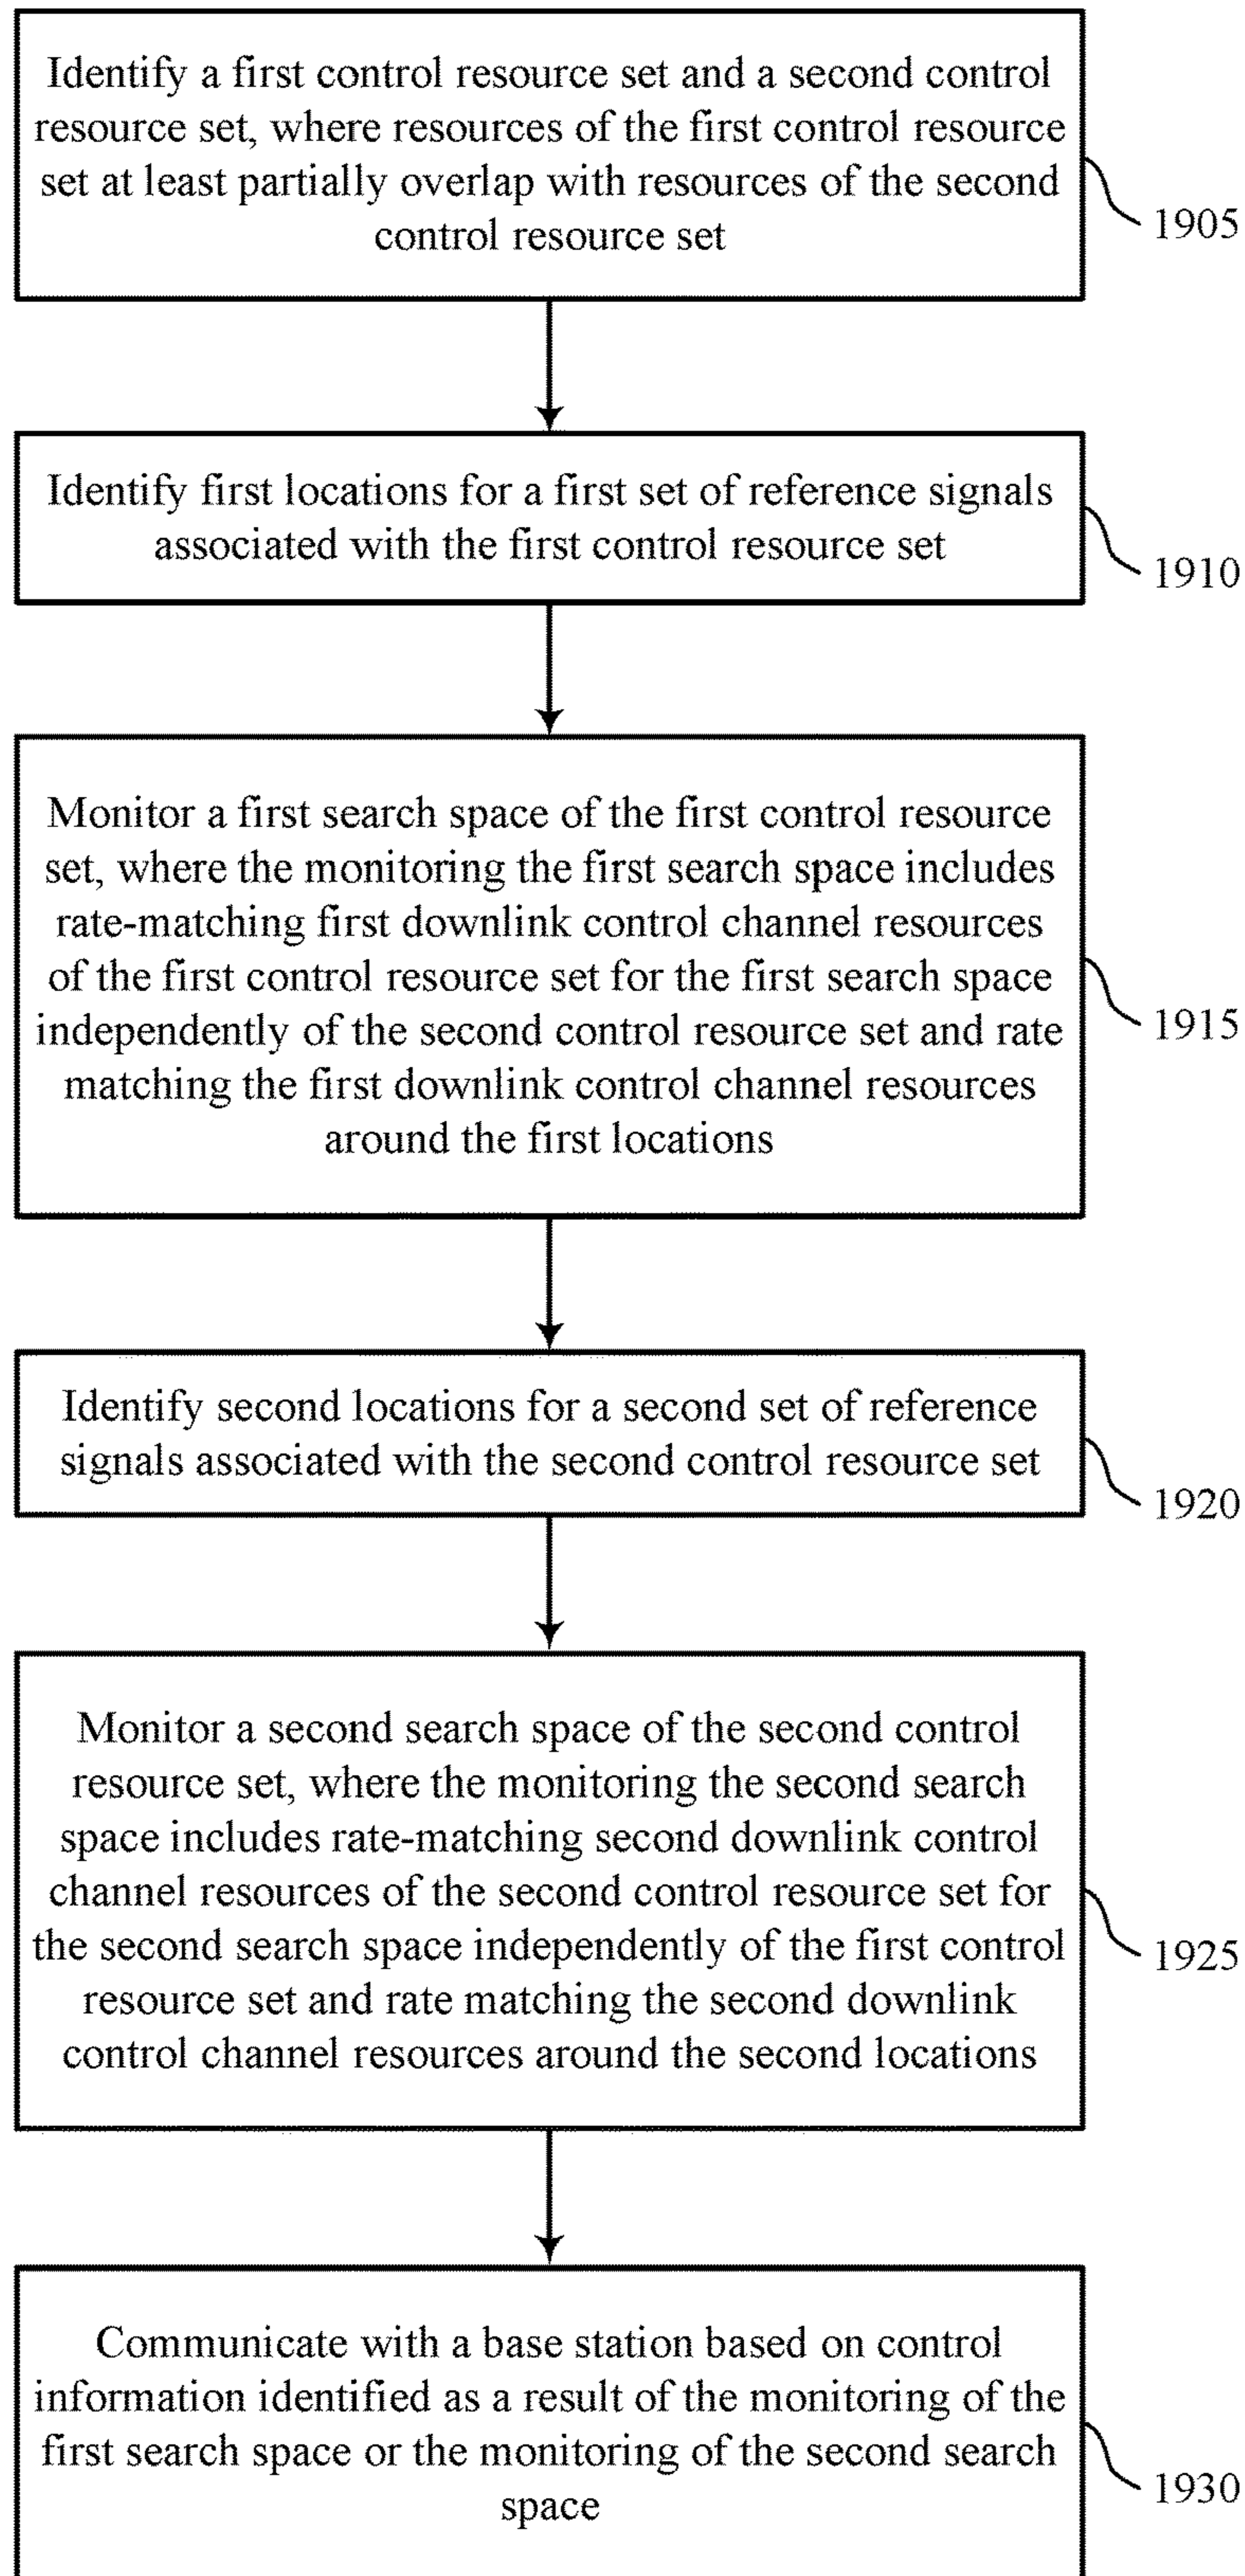 Identify a first control resource set and a second control
resource set, where resources of the first control resource
set at least partially overlap with resources of the second
control resource set
1905
Identify first locations for a first set of reference signals
associated with the first control resource set
1910
Monitor a first search space of the first control resource
set, where the monitoring the first search space includes
rate-matching first downlink control channel resources
of the first control resource set for the first search space
independently of the second control resource set and rate
matching the first downlink control channel resources
around the first locations
1915
Identify second locations for a second set of reference
signals associated with the second control resource set
1920
Monitor a second search space of the second control
resource set, where the monitoring the second search
space includes rate-matching second downlink control
channel resources of the second control resource set for
the second search space independently of the first control
resource set and rate matching the second downlink
control channel resources around the second locations
1925
Communicate with a base station based on control
information identified as a result of the monitoring of the
first search space or the monitoring of the second search
space
1930